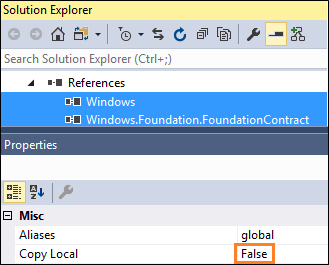 Solution Explorer
Search Solution Explorer (Ctrl+;)
References
Windows
Windows.Foundation.FoundationContract
Properties
Misc
Aliases global
Copy Local False